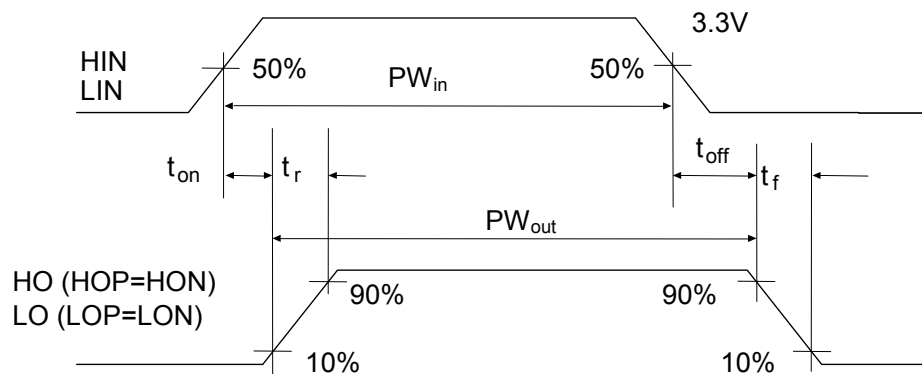 3.3V
HIN
LIN
50%
PWin
50%
ton
tr
toff
tf
PWout
HO (HOP=HON)
LO (LOP=LON)
90%
90%
10%
10%